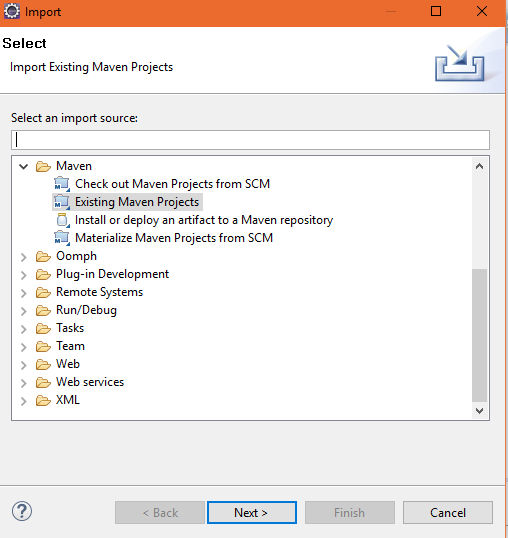 Import
Select
Import Existing Maven Projects
Select an import source:
Maven
Check out Maven Projects from SCM
Existing Maven Projects
Install or deploy an artifact to a Maven repository
Materialize Maven Projects from SCM
Oomph
Plug-in Development
Remote Systems
Run/Debug
Tasks
Team
Web
Web services
XML
< Back Next > Finish Cancel